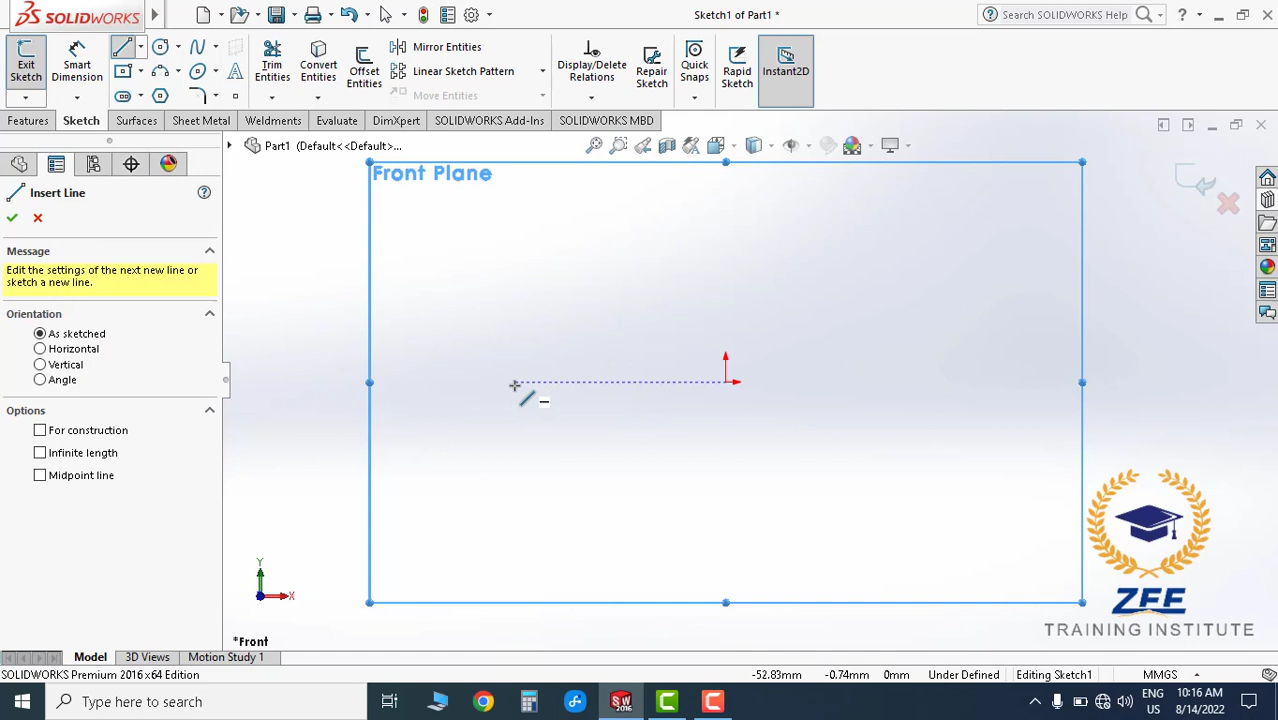 SOLIDWORKS
Sketch1 of Part1 *
Search SOLIDWORKS Help
Exit Sketch
Smart Dimension
Trim Entities
Convert Entities
Offset Entities
Mirror Entities
Linear Sketch Pattern
Move Entities
Display/Delete Relations
Repair Sketch
Quick Snaps
Rapid Sketch
Instant2D
Features Sketch Surfaces Sheet Metal Weldments Evaluate DimXpert SOLIDWORKS Add-Ins SOLIDWORKS MBD
Part1 (Default<<Default>...
Front Plane
Insert Line
Message
Edit the settings of the next new line or
sketch a new line.
Orientation
As sketched
Horizontal
Vertical
Angle
Options
For construction
Infinite length
Midpoint line
Y
X
*Front
ZFE
TRAINING INSTITUTE
Model 3D Views Motion Study 1
SOLIDWORKS Premium 2016 x64 Edition
-52.83mm -0.74mm 0mm Under Defined Editing Sketch1 MMGS
Type here to search
SW
2016
ENG
US
10:16 AM
8/14/2022